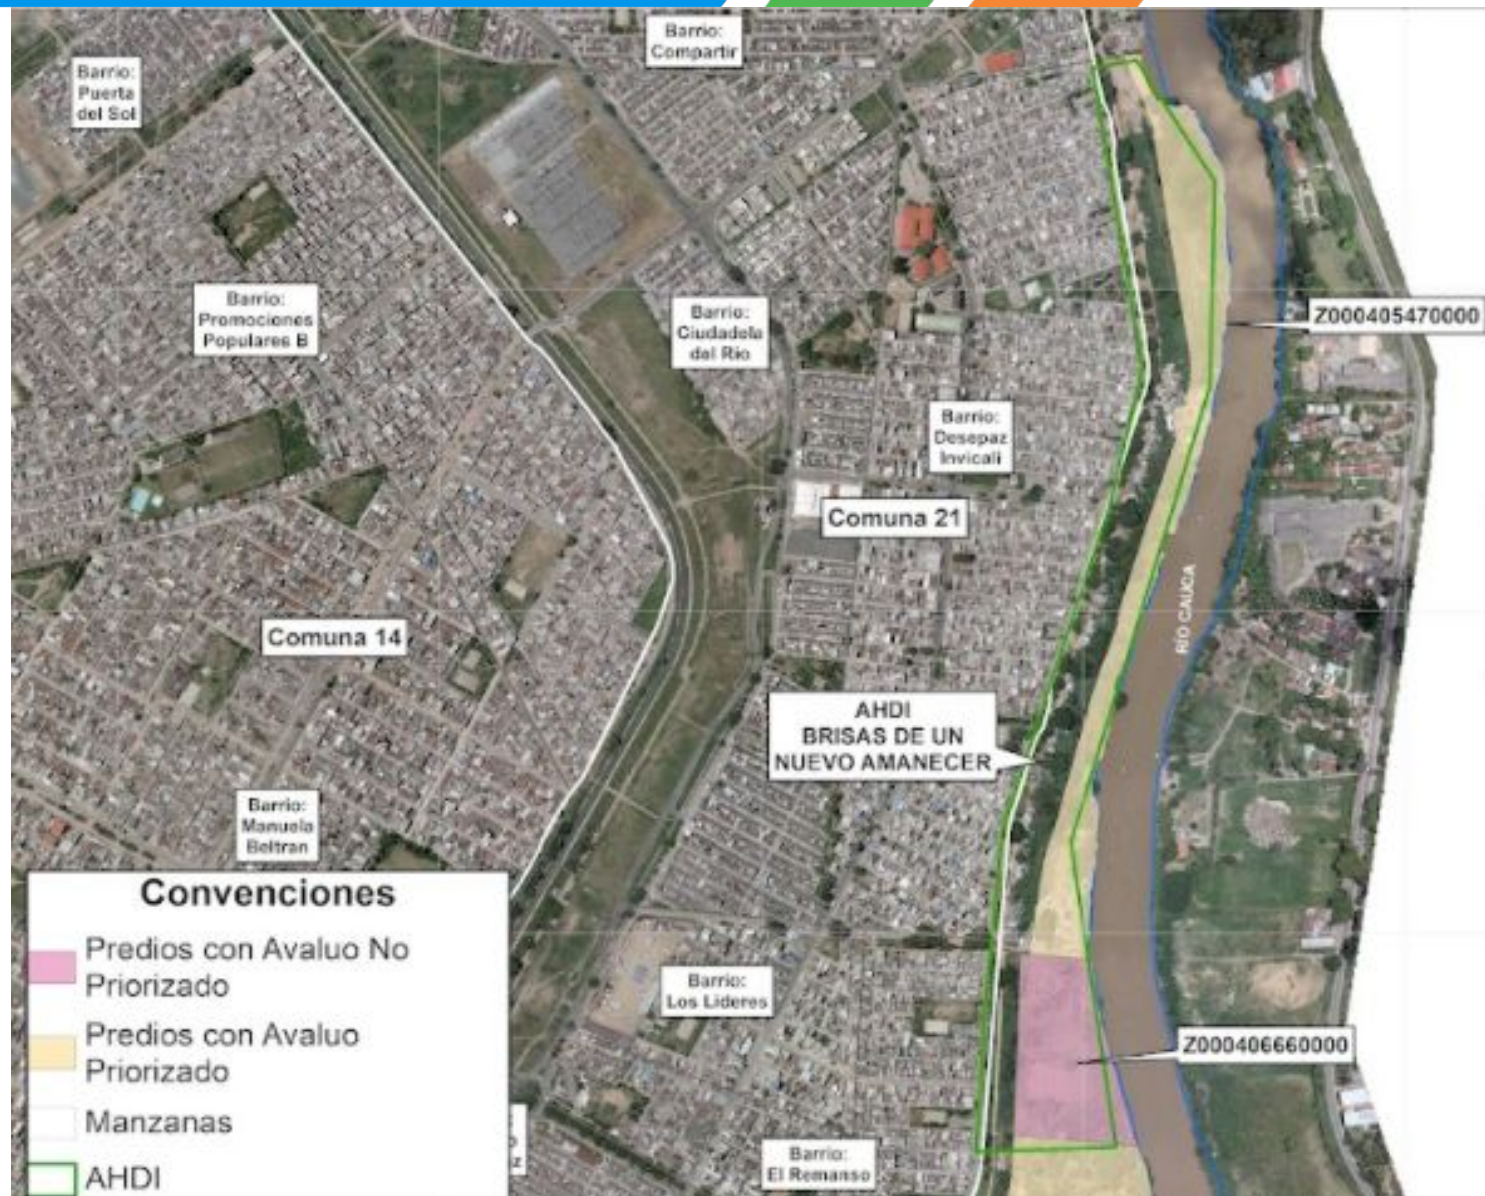 Barrio:
Compartir
Barrio:
Puerta
del Sol
Barrio:
Promociones
Populares B
Barrio:
Ciudadela
del Río
Z000405470000
Barrio:
Desepaz
Invicali
Comuna 21
RÍO CAUCA
Comuna 14
AHDI
BRISAS DE UN
NUEVO AMANECER
Barrio:
Manuela
Beltran
Convenciones
Predios con Avaluo No
Priorizado
Predios con Avaluo
Priorizado
Manzanas
AHDI
Barrio:
Los Lideres
Z000406660000
Barrio:
El Remanso